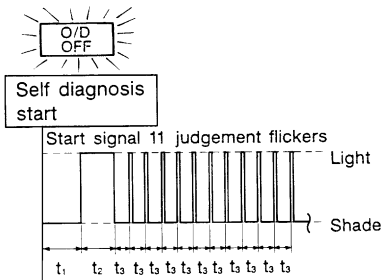 O/D
OFF
Self diagnosis
start
Start signal 11 judgement flickers
Light
Shade
t₁ t₂ t₃ t₃ t₃ t₃ t₃ t₃ t₃ t₃ t₃ t₃ t₃